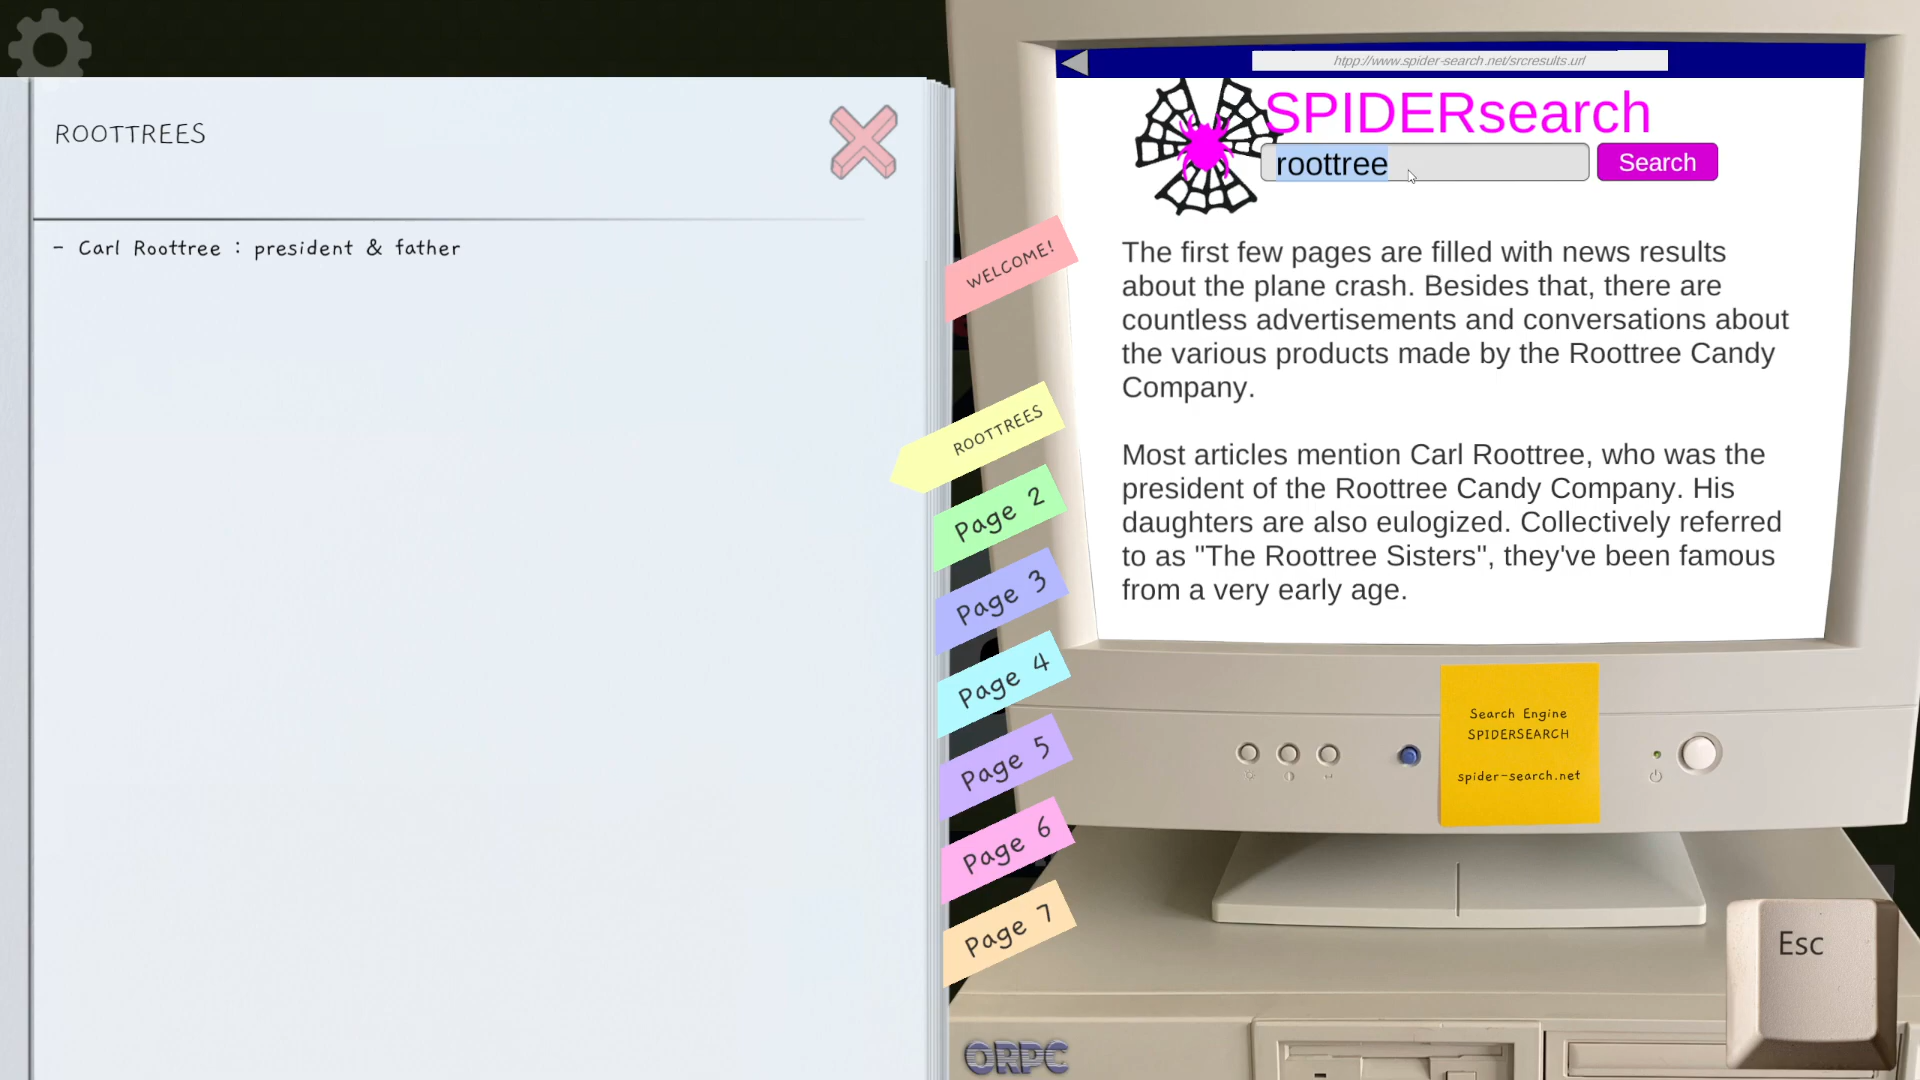 ROOTTREES
- Carl Roottree : president & father
WELCOME!
ROOTTREES
Page 2
Page 3
Page 4
Page 5
Page 6
Page 7
htpp://www.spider-search.net/srcresults.url
SPIDERsearch
roottree
Search
The first few pages are filled with news results
about the plane crash. Besides that, there are
countless advertisements and conversations about
the various products made by the Roottree Candy
Company.
Most articles mention Carl Roottree, who was the
president of the Roottree Candy Company. His
daughters are also eulogized. Collectively referred
to as "The Roottree Sisters", they've been famous
from a very early age.
Search Engine
SPIDERSEARCH
spider-search.net
Esc
ORPC